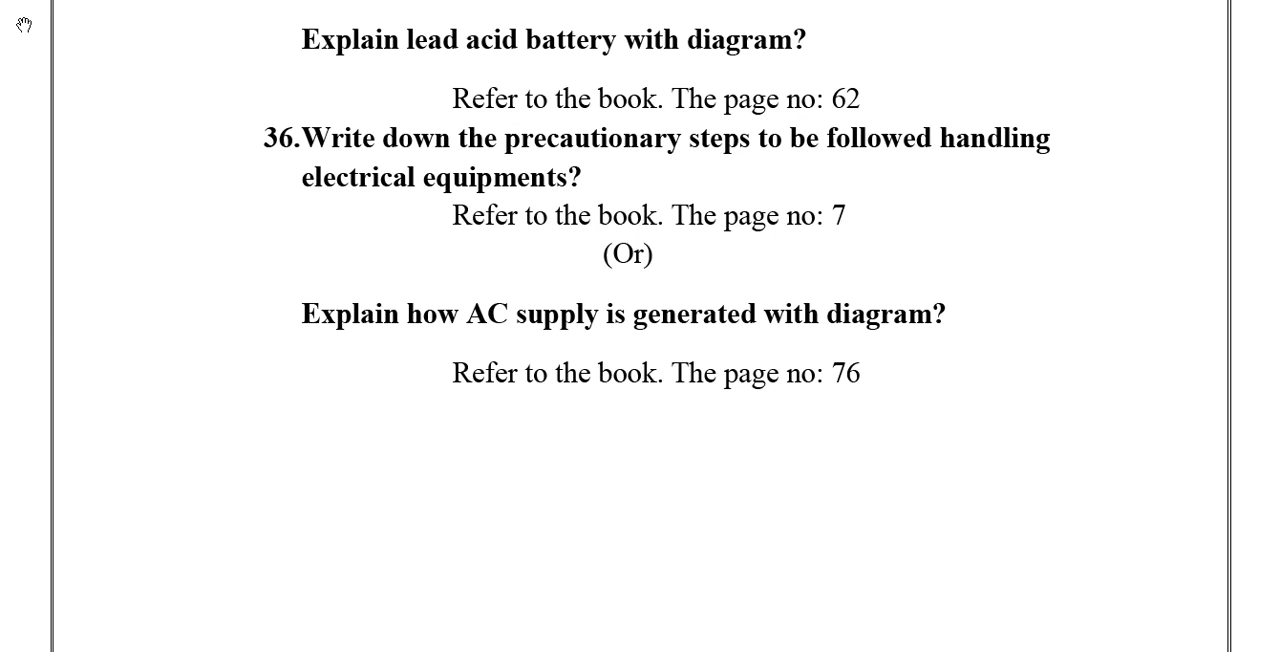 Explain lead acid battery with diagram?
Refer to the book. The page no: 62
36.Write down the precautionary steps to be followed handling
electrical equipments?
Refer to the book. The page no: 7
(Or)
Explain how AC supply is generated with diagram?
Refer to the book. The page no: 76